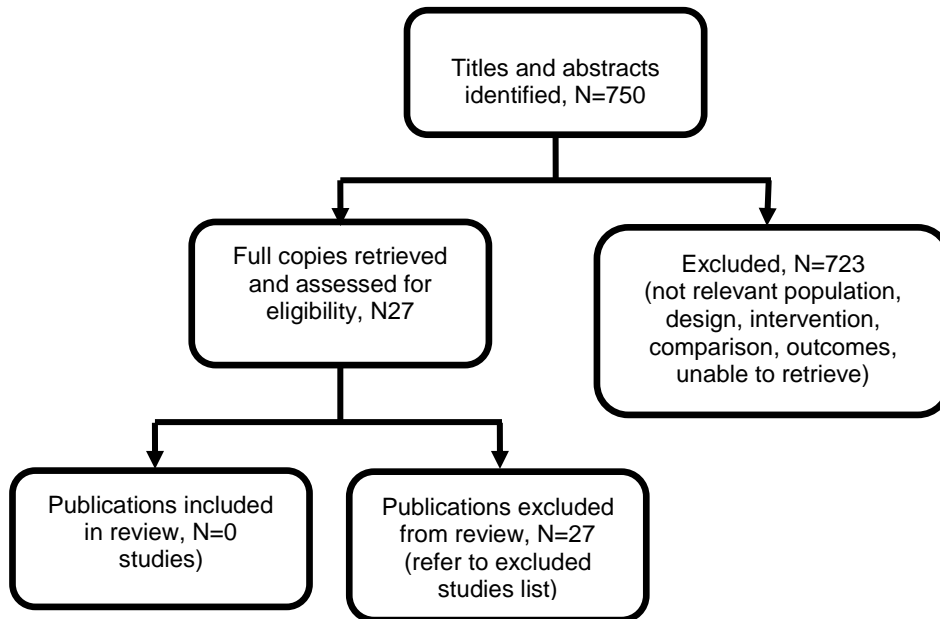 Titles and abstracts
identified, N=750
Full copies retrieved
and assessed for
eligibility, N27
Excluded, N=723
(not relevant population,
design, intervention,
comparison, outcomes,
unable to retrieve)
Publications included
in review, N=0
studies)
Publications excluded
from review, N=27
(refer to excluded
studies list)